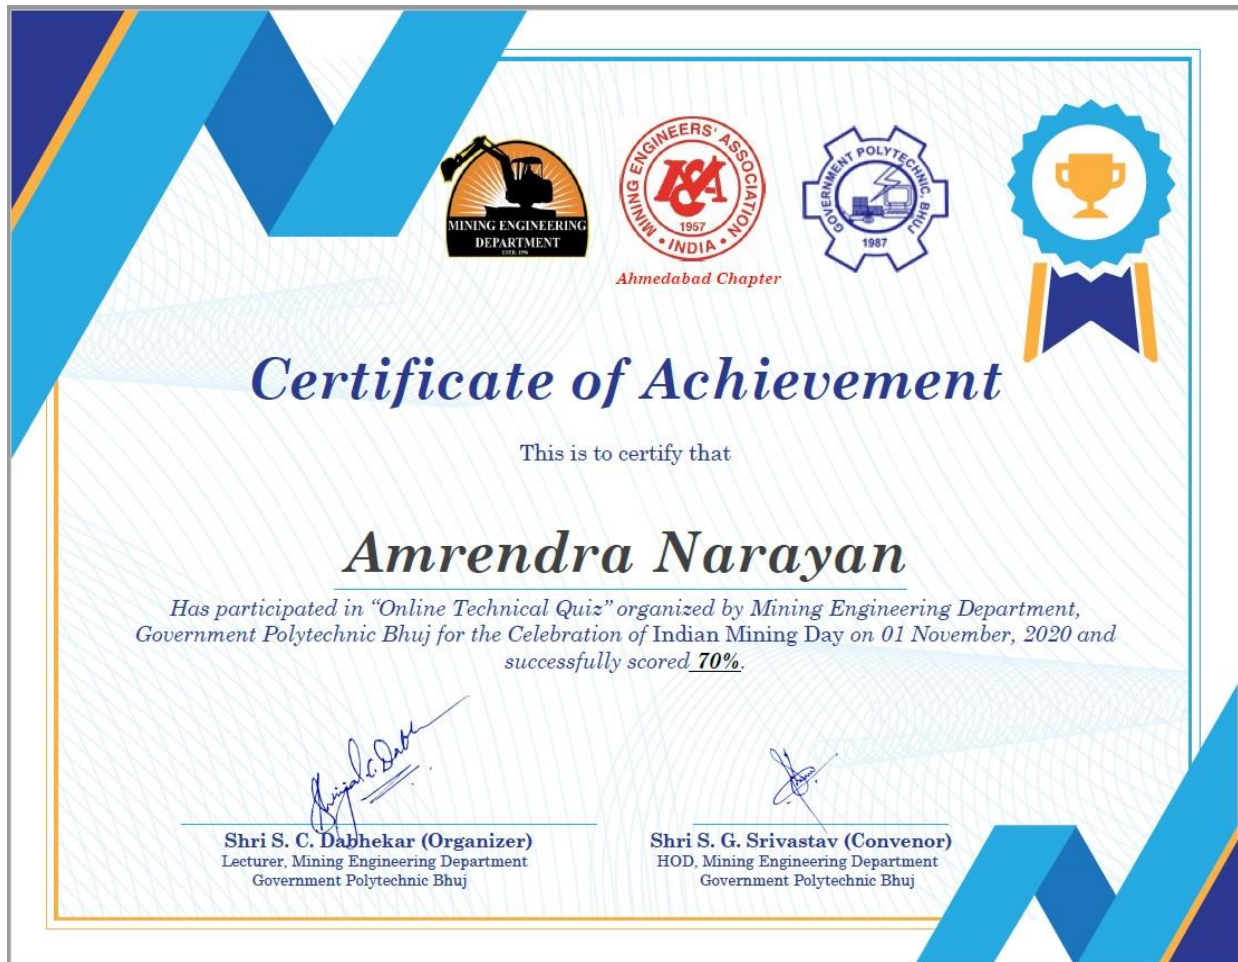 MINING ENGINEERING
DEPARTMENT
ESTD. 1996
MINING ENGINEERS' ASSOCIATION
1957
INDIA
Ahmedabad Chapter
GOVERNMENT POLYTECHNIC, BHUJ
1987
Certificate of Achievement
This is to certify that
Amrendra Narayan
Has participated in “Online Technical Quiz” organized by Mining Engineering Department,
Government Polytechnic Bhuj for the Celebration of Indian Mining Day on 01 November, 2020 and
successfully scored 70%.
Shri S. C. Dabhekar (Organizer)
Lecturer, Mining Engineering Department
Government Polytechnic Bhuj
Shri S. G. Srivastav (Convenor)
HOD, Mining Engineering Department
Government Polytechnic Bhuj